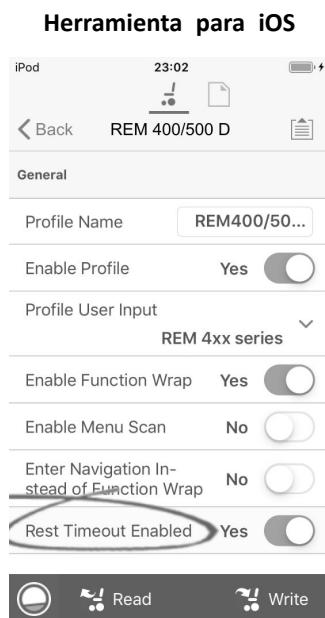 Herramienta para iOS
iPod 23:02
Back REM 400/500 D
General
Profile Name REM400/50...
Enable Profile Yes
Profile User Input
REM 4xx series
Enable Function Wrap Yes
Enable Menu Scan No
Enter Navigation In-
stead of Function Wrap No
Rest Timeout Enabled Yes
Read Write